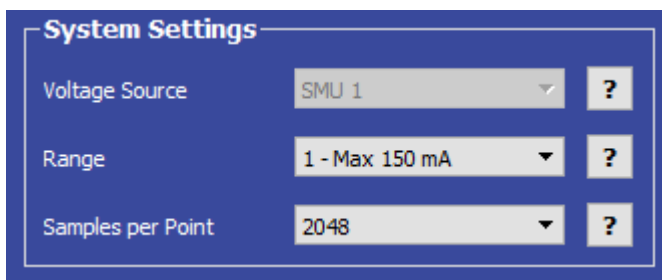 System Settings
Voltage Source SMU 1 ?
Range 1 - Max 150 mA ?
Samples per Point 2048 ?